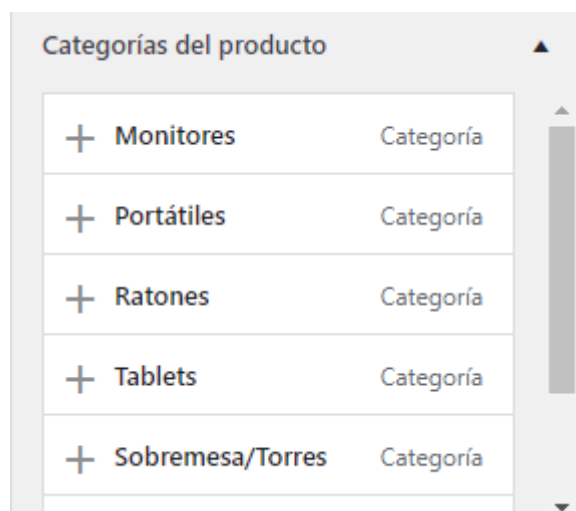 Categorías del producto
Monitores Categoría
Portátiles Categoría
Ratones Categoría
Tablets Categoría
Sobremesa/Torres Categoría